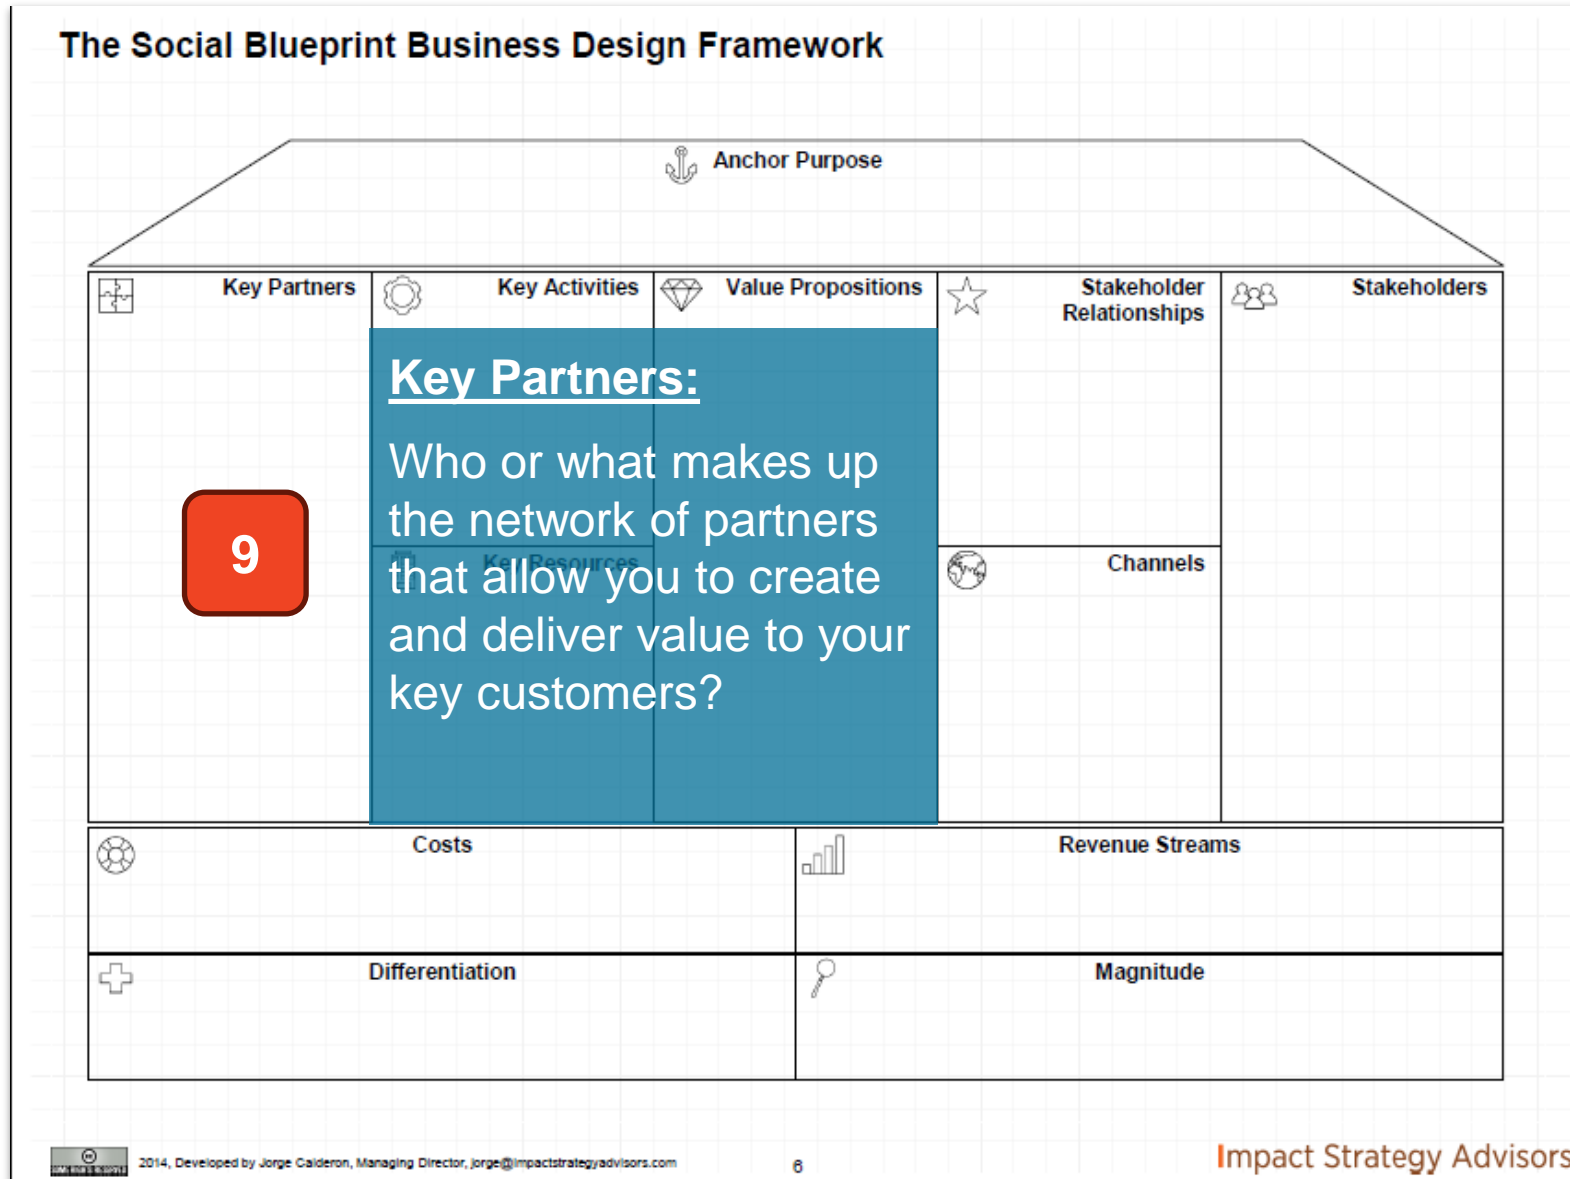 The Social Blueprint Business Design Framework
Anchor Purpose
Key Partners
Key Activities
Value Propositions
Stakeholder
Relationships
Stakeholders
Key Partners:
Who or what makes up
the network of partners
that allow you to create
and deliver value to your
key customers?
9
Key Resources
Channels
Costs
Revenue Streams
Differentiation
Magnitude
cc
2014, Developed by Jorge Calderon, Managing Director, jorge@impactstrategyadvisors.com
6
Impact Strategy Advisors